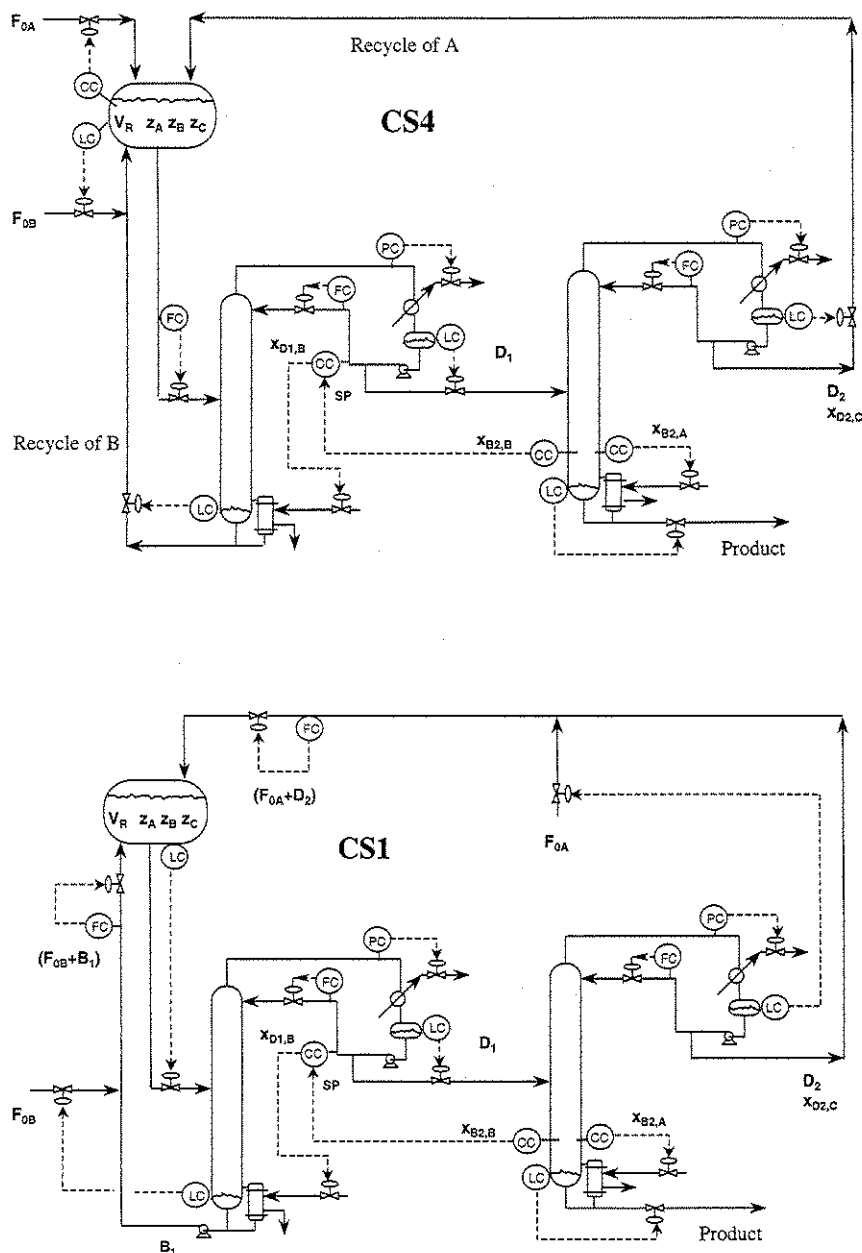 F0A
Recycle of A
CC
VR zA zB zC
LC
CS4
F0B
PC
PC
FC
FC
FC
LC
LC
xD1,B
CC
D1
SP
D2
xD2,C
xB2,A
Recycle of B
xB2,B
CC
CC
LC
LC
Product
FC
(F0A+D2)
VR zA zB zC
F0A
LC
CS1
FC
(F0B+B1)
PC
PC
FC
FC
LC
LC
xD1,B
CC
D1
SP
D2
xD2,C
F0B
xB2,A
xB2,B
CC
CC
LC
LC
B1
Product